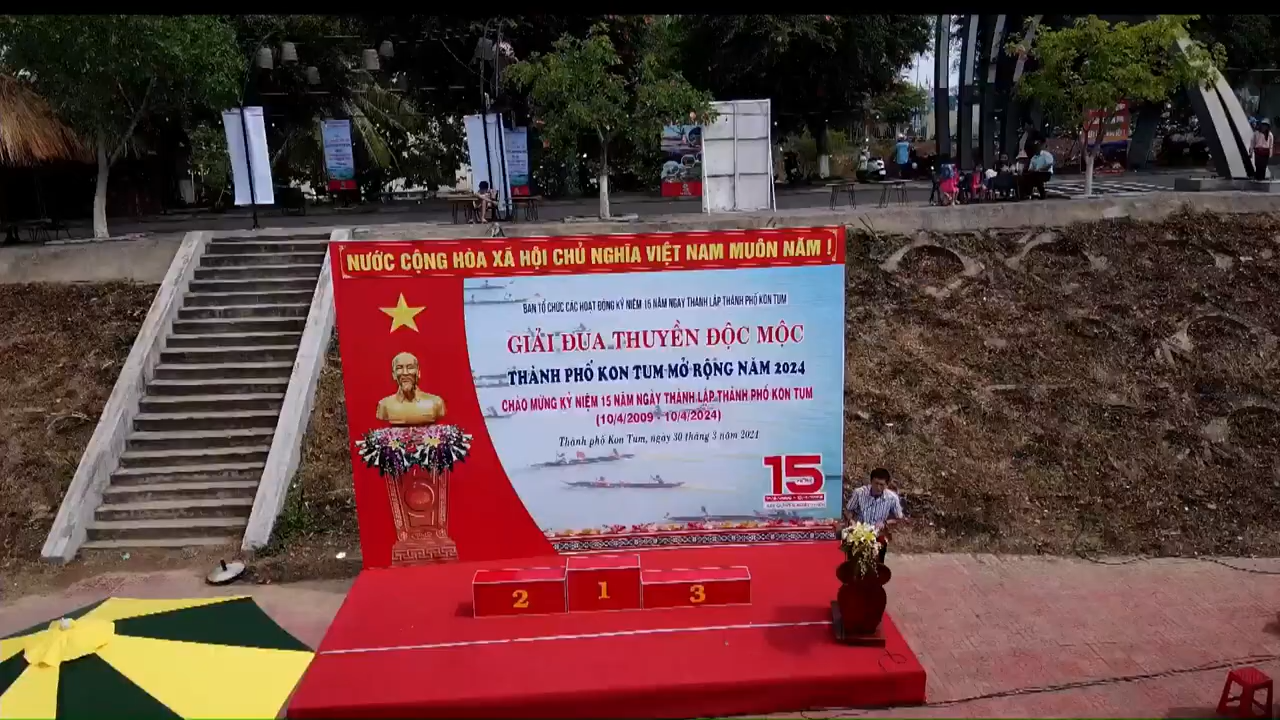 NƯỚC CỘNG HÒA XÃ HỘI CHỦ NGHĨA VIỆT NAM MUÔN NĂM !
BAN TỔ CHỨC CÁC HOẠT ĐỘNG KỶ NIỆM 15 NĂM NGÀY THÀNH LẬP THÀNH PHỐ KON TUM
GIẢI ĐUA THUYỀN ĐỘC MỘC
THÀNH PHỐ KON TUM MỞ RỘNG NĂM 2024
CHÀO MỪNG KỶ NIỆM 15 NĂM NGÀY THÀNH LẬP THÀNH PHỐ KON TUM
(10/4/2009 - 10/4/2024)
Thành phố Kon Tum, ngày 30 tháng 3 năm 2024
15
2
1
3